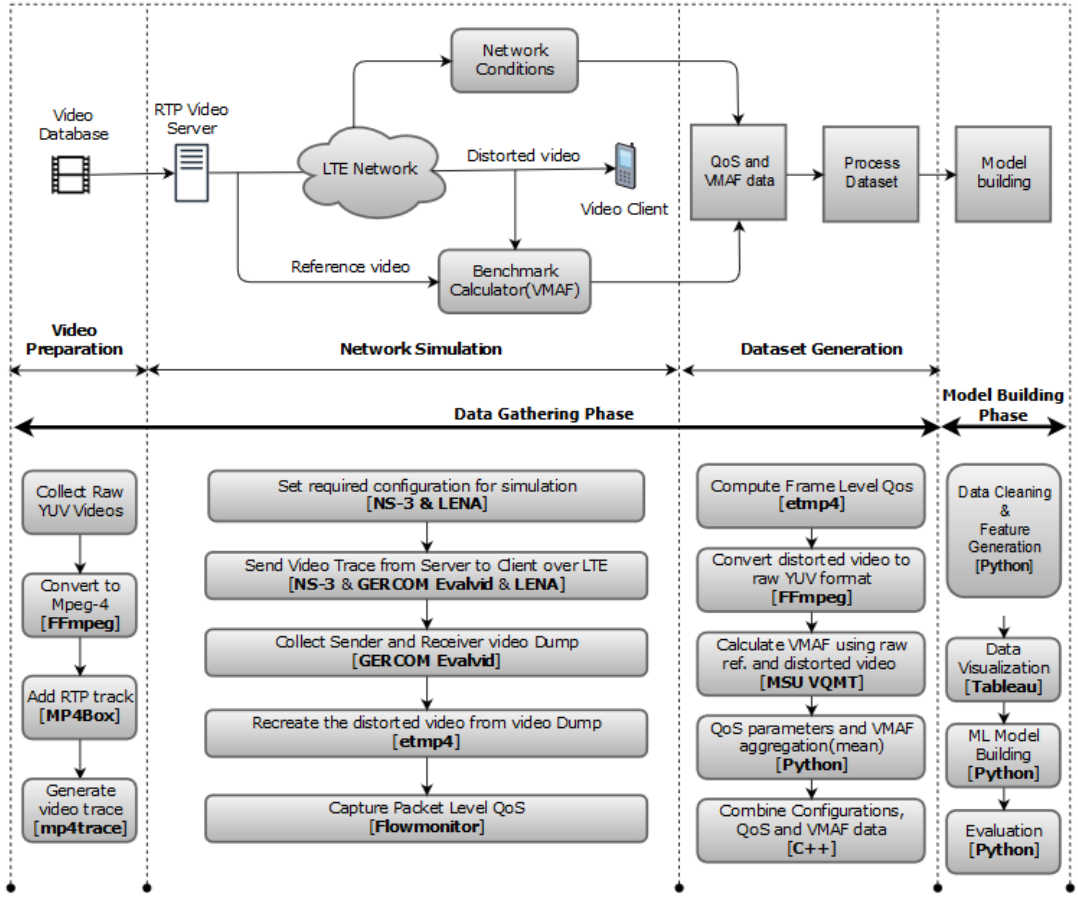 Network
Conditions
Video
Database
RTP Video
Server
LTE Network
Distorted video
Video Client
QoS and
VMAF data
Process
Dataset
Model
building
Reference video
Benchmark
Calculator(VMAF)
Video
Preparation
Network Simulation
Dataset Generation
Data Gathering Phase
Model Building
Phase
Collect Raw
YUV Videos
Convert to
Mpeg-4
[FFmpeg]
Add RTP track
[MP4Box]
Generate
video trace
[mp4trace]
Set required configuration for simulation
[NS-3 & LENA]
Send Video Trace from Server to Client over LTE
[NS-3 & GERCOM Evalvid & LENA]
Collect Sender and Receiver video Dump
[GERCOM Evalvid]
Recreate the distorted video from video Dump
[etmp4]
Capture Packet Level QoS
[Flowmonitor]
Compute Frame Level Qos
[etmp4]
Convert distorted video to
raw YUV format
[FFmpeg]
Calculate VMAF using raw
ref. and distorted video
[MSU VQMT]
QoS parameters and VMAF
aggregation(mean)
[Python]
Combine Configurations,
QoS and VMAF data
[C++]
Data Cleaning
&
Feature
Generation
[Python]
Data
Visualization
[Tableau]
ML Model
Building
[Python]
Evaluation
[Python]